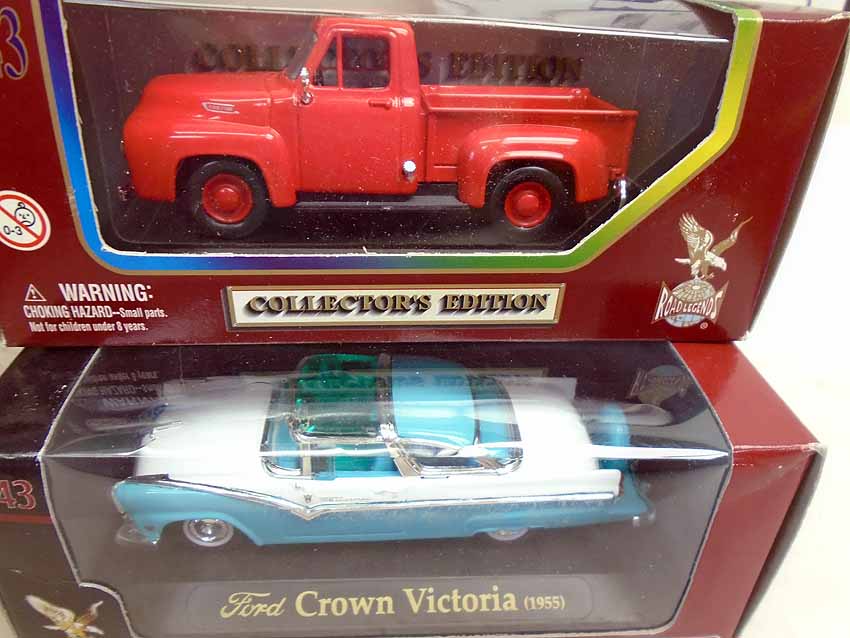 43
COLLECTOR'S EDITION
0-3
WARNING:
CHOKING HAZARD—Small parts.
Not for children under 8 years.
COLLECTOR'S EDITION
ROAD LEGENDS
®
43
Ford Crown Victoria (1955)